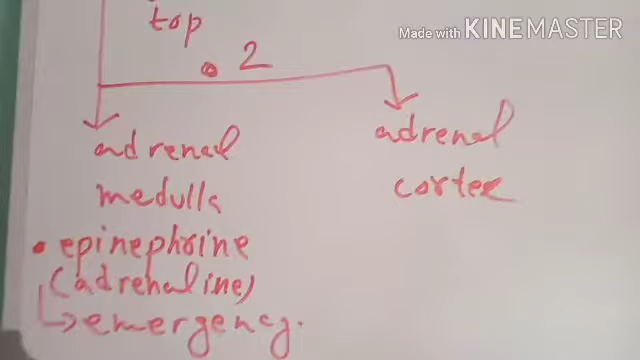 Made with KINEMASTER
top
• 2
adrenal
medulla
• epinephrine
(adrenaline)
→ emergency.
adrenal
cortex